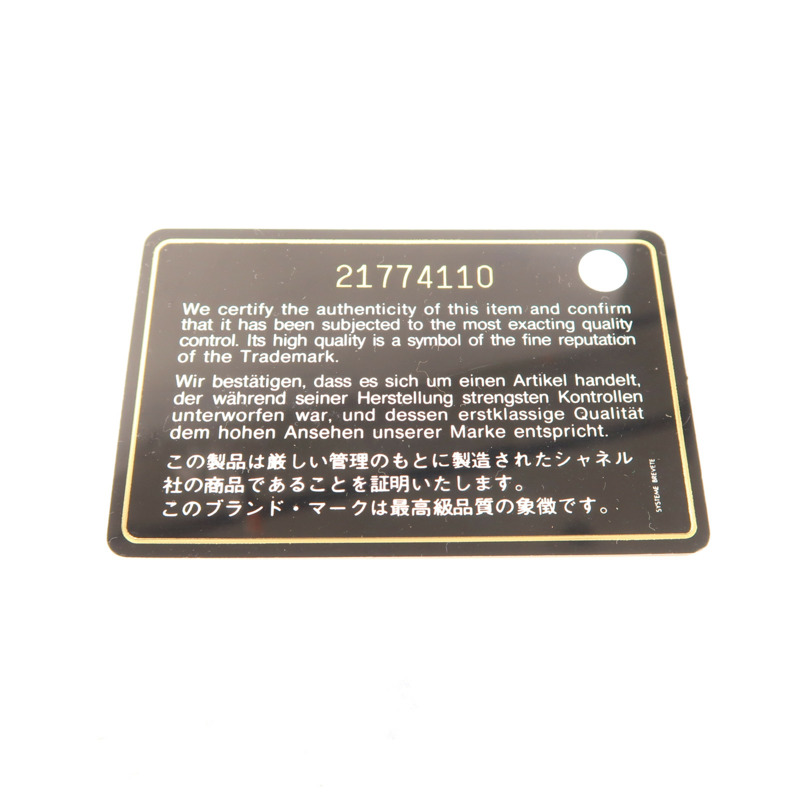 21774110
We certify the authenticity of this item and confirm
that it has been subjected to the most exacting quality
control. Its high quality is a symbol of the fine reputation
of the Trademark.
Wir bestätigen, dass es sich um einen Artikel handelt,
der während seiner Herstellung strengsten Kontrollen
unterworfen war, und dessen erstklassige Qualität
dem hohen Ansehen unserer Marke entspricht.
この製品は厳しい管理のもとに製造されたシャネル
社の商品であることを証明いたします。
このブランド・マークは最高級品質の象徴です。
SYSTEME BREVETE